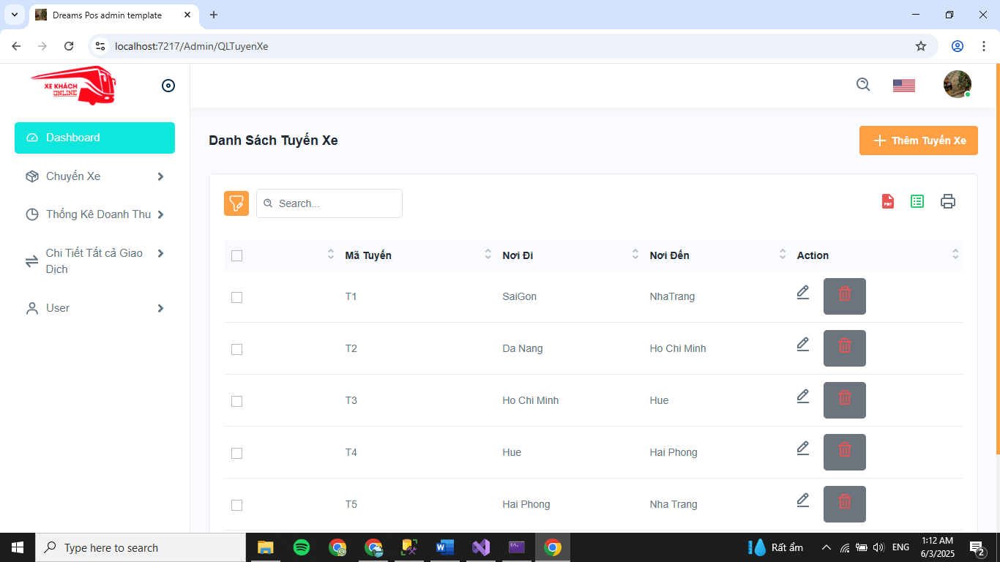 Dreams Pos admin template
localhost:7217/Admin/QLTuyenXe
XE KHÁCH
ONLINE
Dashboard
Chuyến Xe
Thống Kê Doanh Thu
Chi Tiết Tất cả Giao
Dịch
User
Danh Sách Tuyến Xe
Thêm Tuyến Xe
Search...
PDF
Mã Tuyến Nơi Đi Nơi Đến Action
T1 SaiGon NhaTrang
T2 Da Nang Ho Chi Minh
T3 Ho Chi Minh Hue
T4 Hue Hai Phong
T5 Hai Phong Nha Trang
Type here to search
Rất ẩm
ENG
1:12 AM
6/3/2025
2